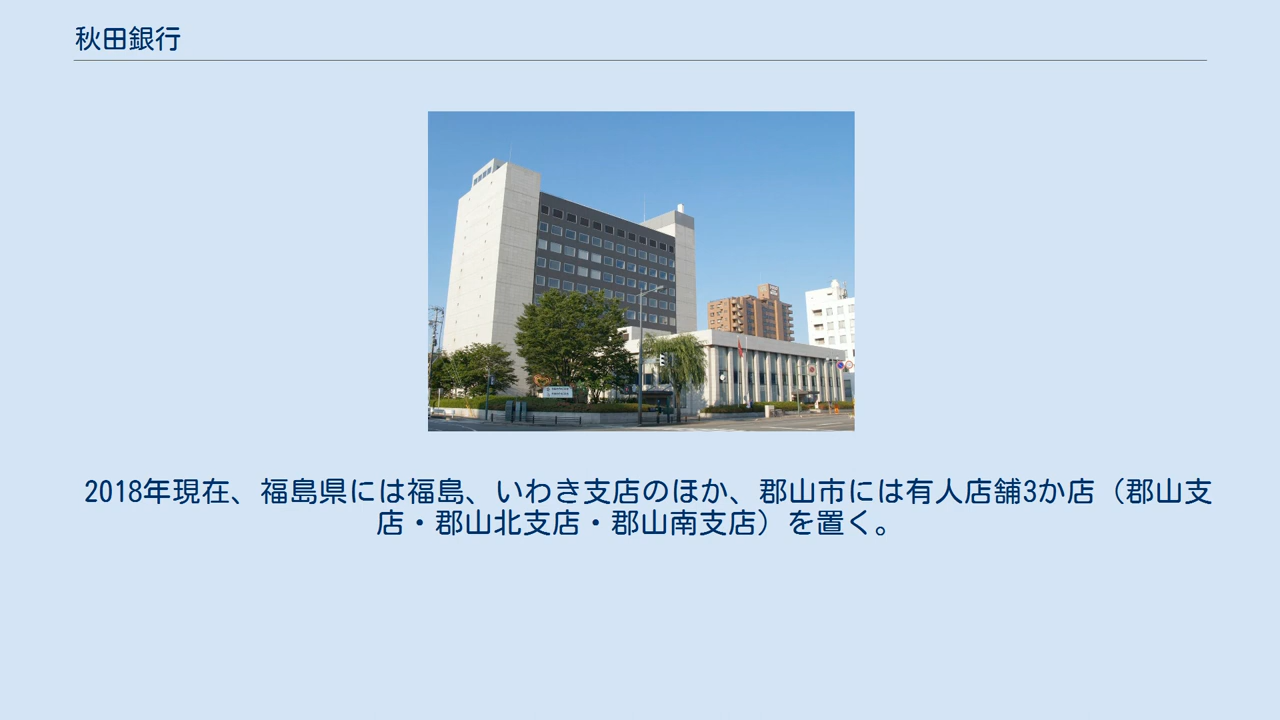 秋田銀行
2018年現在、福島県には福島、いわき支店のほか、郡山市には有人店舗3か店（郡山支
店・郡山北支店・郡山南支店）を置く。